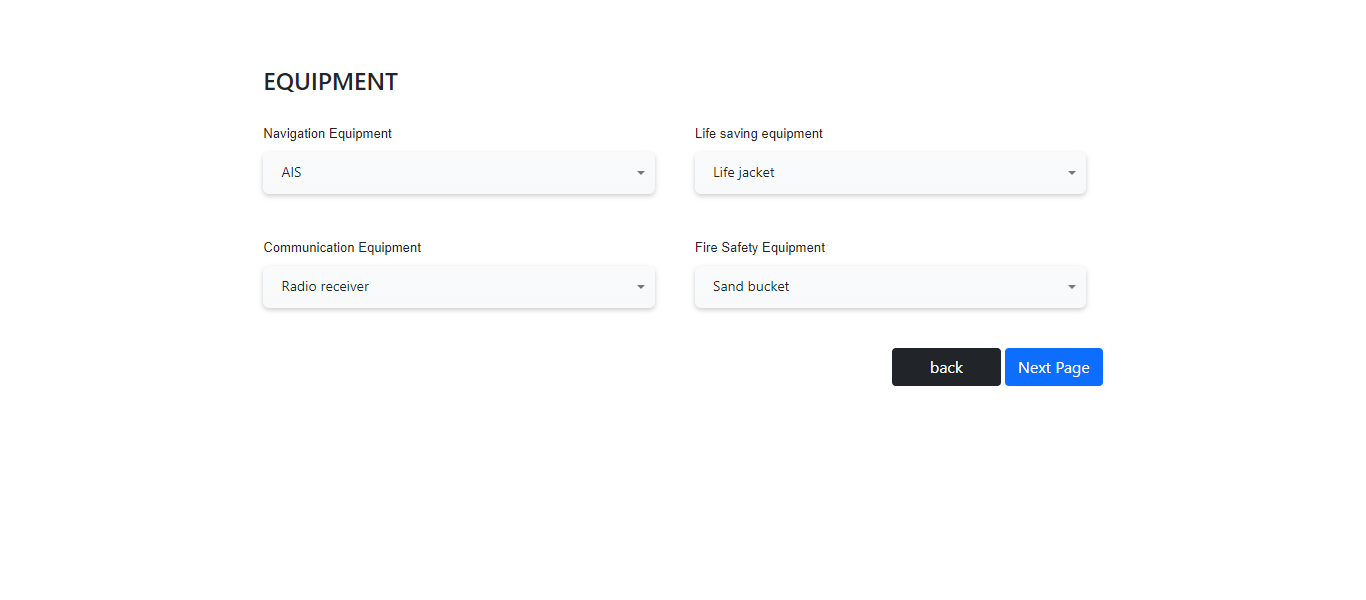 EQUIPMENT
Navigation Equipment
Life saving equipment
AIS
Life jacket
Communication Equipment
Fire Safety Equipment
Radio receiver
Sand bucket
back
Next Page